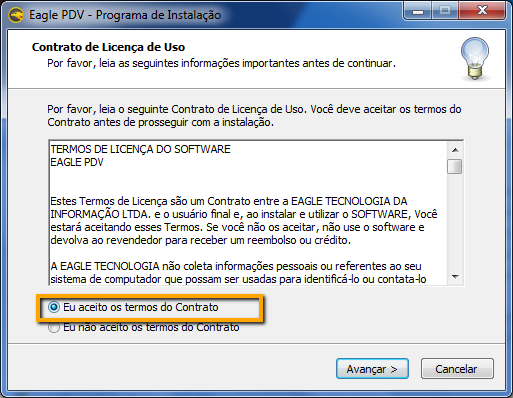 Eagle PDV - Programa de Instalação
Contrato de Licença de Uso
Por favor, leia as seguintes informações importantes antes de continuar.
Por favor, leia o seguinte Contrato de Licença de Uso. Você deve aceitar os termos do
Contrato antes de prosseguir com a instalação.
TERMOS DE LICENÇA DO SOFTWARE
EAGLE PDV
Estes Termos de Licença são um Contrato entre a EAGLE TECNOLOGIA DA
INFORMAÇÃO LTDA. e o usuário final e, ao instalar e utilizar o SOFTWARE, Você
estará aceitando esses Termos. Se você não os aceitar, não use o software e
devolva ao revendedor para receber um reembolso ou crédito.
A EAGLE TECNOLOGIA não coleta informações pessoais ou referentes ao seu
sistema de computador que possam ser usadas para identificá-lo ou contata-lo
Eu aceito os termos do Contrato
Eu não aceito os termos do Contrato
Avançar >
Cancelar